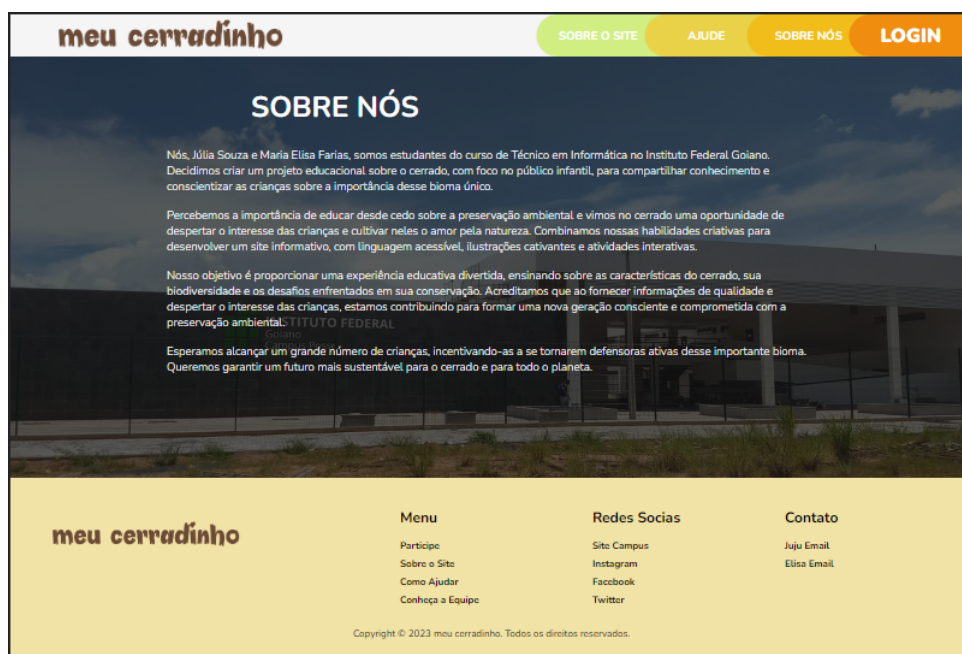 meu cerradinho
SOBRE O SITE
AJUDE
SOBRE NÓS
LOGIN
SOBRE NÓS
Nós, Júlia Souza e Maria Elisa Farias, somos estudantes do curso de Técnico em Informática no Instituto Federal Goiano.
Decidimos criar um projeto educacional sobre o cerrado, com foco no público infantil, para compartilhar conhecimento e
conscientizar as crianças sobre a importância desse bioma único.
Percebemos a importância de educar desde cedo sobre a preservação ambiental e vimos no cerrado uma oportunidade de
despertar o interesse das crianças e cultivar neles o amor pela natureza. Combinamos nossas habilidades criativas para
desenvolver um site informativo, com linguagem acessível, ilustrações cativantes e atividades interativas.
Nosso objetivo é proporcionar uma experiência educativa divertida, ensinando sobre as características do cerrado, sua
biodiversidade e os desafios enfrentados em sua conservação. Acreditamos que ao fornecer informações de qualidade e
despertar o interesse das crianças, estamos contribuindo para formar uma nova geração consciente e comprometida com a
preservação ambiental.
INSTITUTO FEDERAL
Goiano
Campus
Esperamos alcançar um grande número de crianças, incentivando-as a se tornarem defensoras ativas desse importante bioma.
Queremos garantir um futuro mais sustentável para o cerrado e para todo o planeta.
meu cerradinho
Menu
Participe
Sobre o Site
Como Ajudar
Conheça a Equipe
Redes Socias
Site Campus
Instagram
Facebook
Twitter
Contato
Juju Email
Elisa Email
Copyright © 2023 meu cerradinho. Todos os direitos reservados.